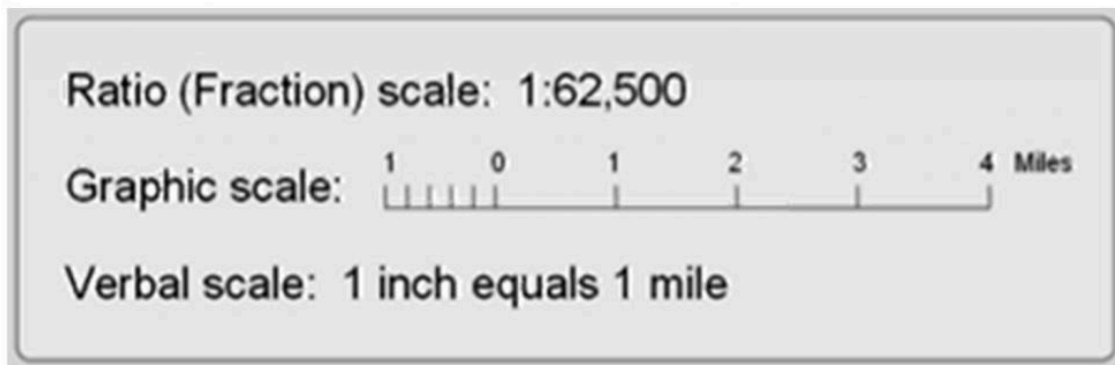 Ratio (Fraction) scale: 1:62,500
1 0 1 2 3 4 Miles
Graphic scale:
Verbal scale: 1 inch equals 1 mile